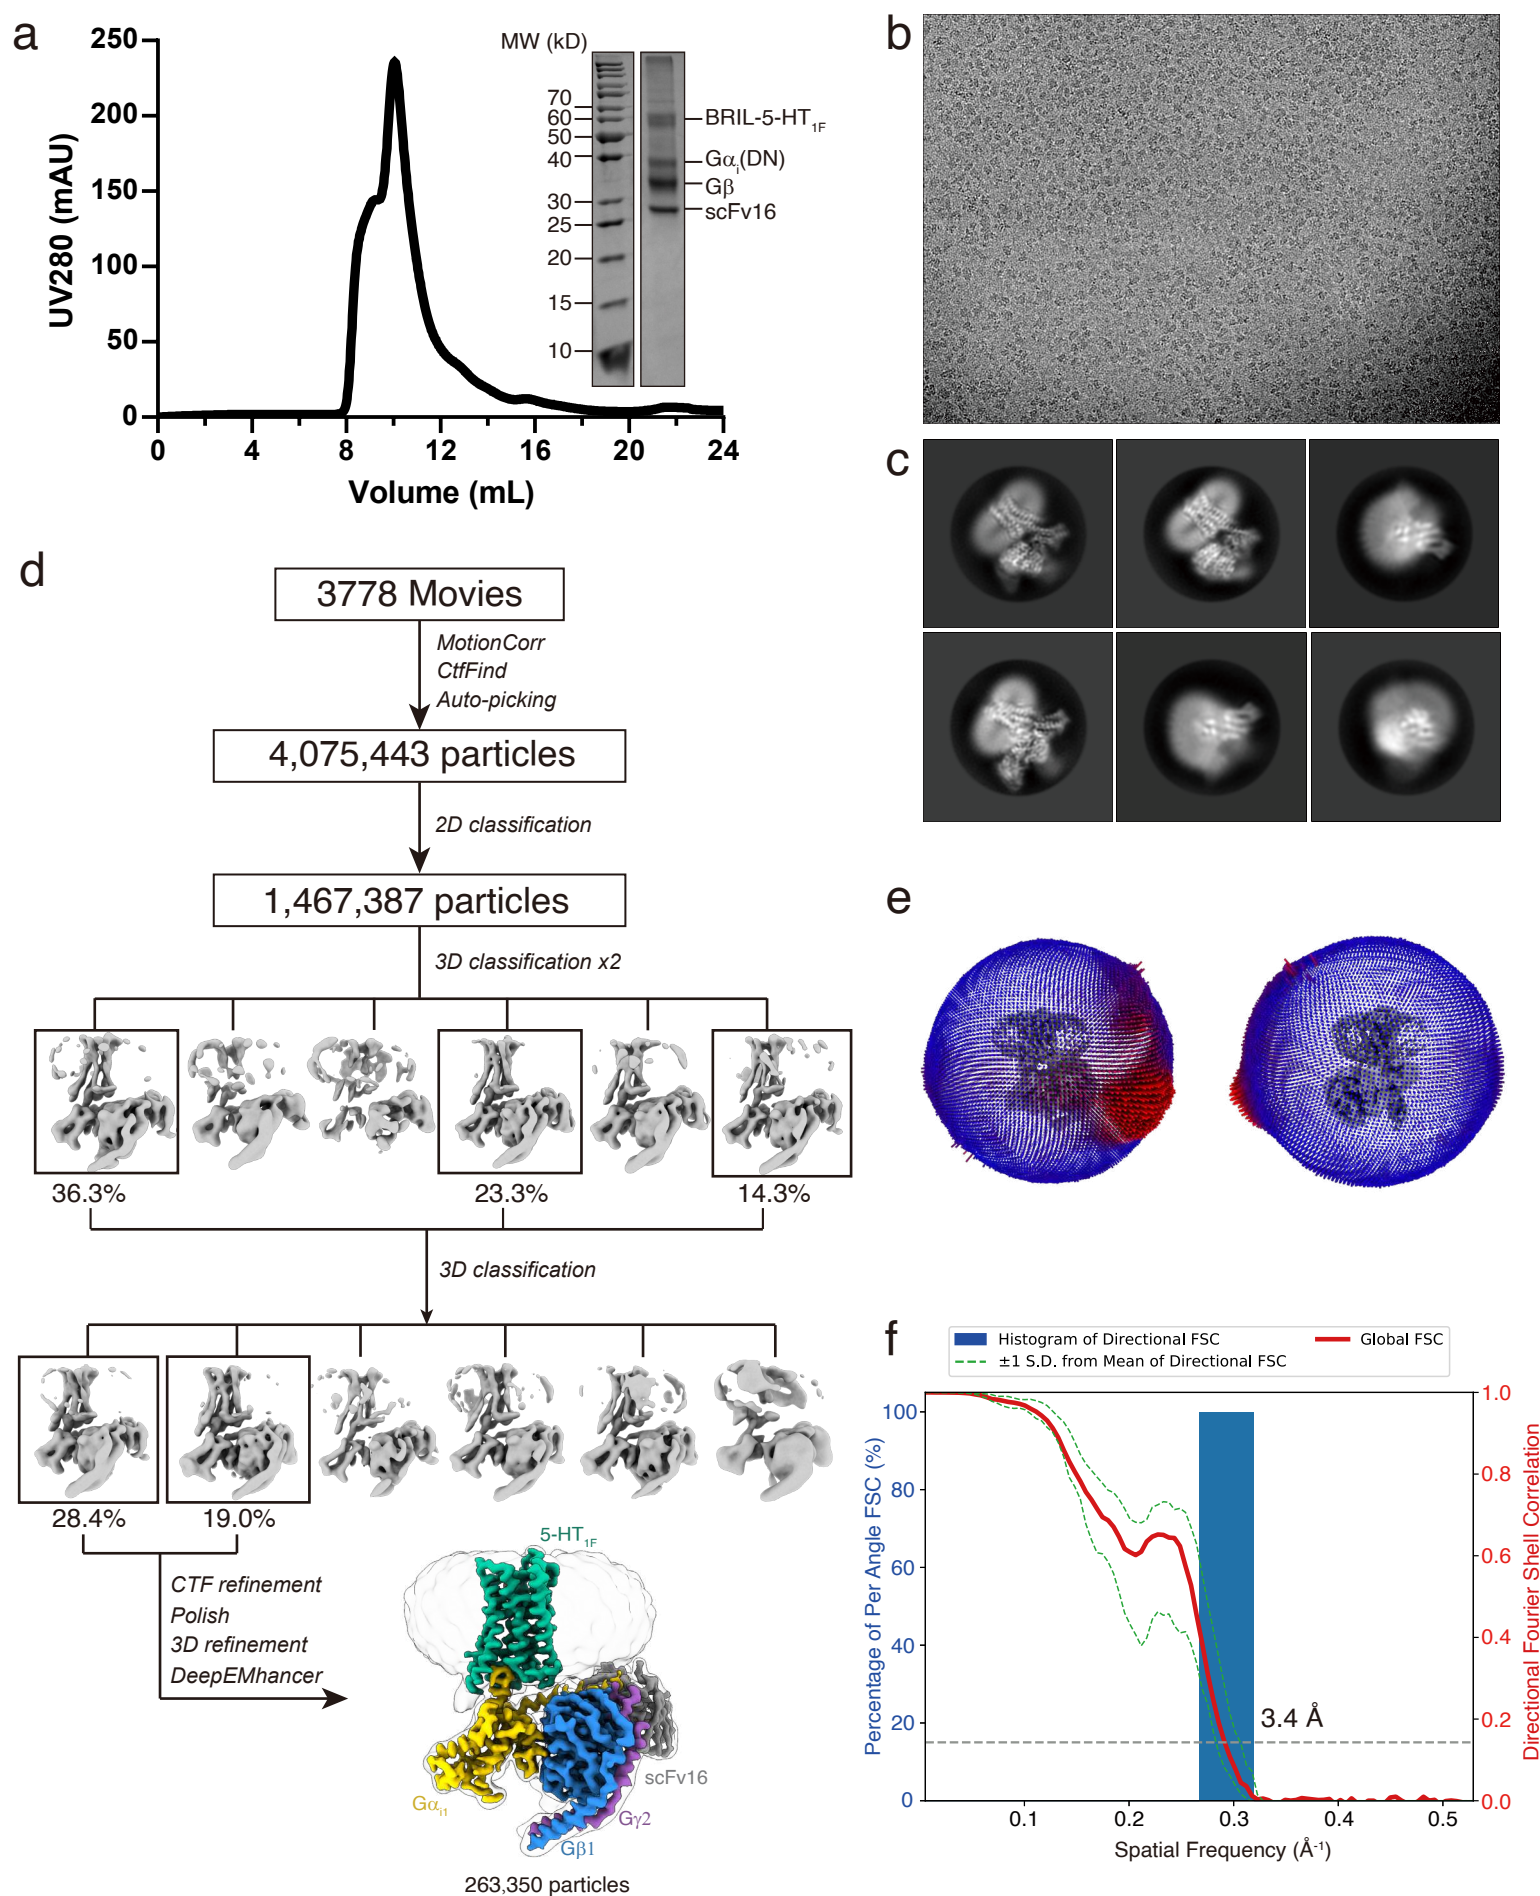 a
250
200
150
100
50
0
UV280 (mAU)
0 4 8 12 16 20 24
Volume (mL)
MW (kD)
70
60
50
40
30
25
20
15
10
BRIL-5-HT1F
Gαi(DN)
Gβ
scFv16
b
c
d
3778 Movies
MotionCorr
CtfFind
Auto-picking
4,075,443 particles
2D classification
1,467,387 particles
3D classification x2
36.3% 23.3% 14.3%
3D classification
28.4% 19.0%
CTF refinement
Polish
3D refinement
DeepEMhancer
5-HT1F
scFv16
Gαi1
Gγ2
Gβ1
263,350 particles
e
f
Histogram of Directional FSC
Global FSC
±1 S.D. from Mean of Directional FSC
100
80
60
40
20
0
Percentage of Per Angle FSC (%)
1.0
0.8
0.6
0.4
0.2
0.0
Directional Fourier Shell Correlation
3.4 Å
0.1 0.2 0.3 0.4 0.5
Spatial Frequency (Å-1)